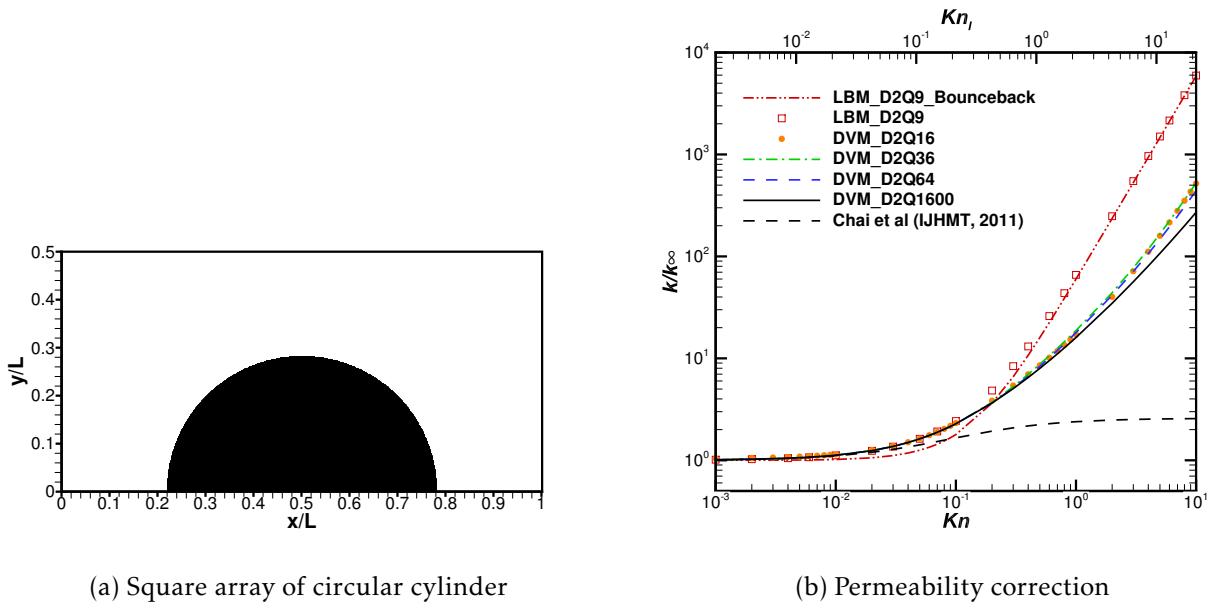 0.5
0.4
0.3
0.2
0.1
0
y/L
0 0.1 0.2 0.3 0.4 0.5 0.6 0.7 0.8 0.9 1
x/L
(a) Square array of circular cylinder
Kn_l
10^-2 10^-1 10^0 10^1
10^4
10^3
10^2
10^1
10^0
k/k∞
LBM_D2Q9_Bounceback
LBM_D2Q9
DVM_D2Q16
DVM_D2Q36
DVM_D2Q64
DVM_D2Q1600
Chai et al (IJHMT, 2011)
10^-3 10^-2 10^-1 10^0 10^1
Kn
(b) Permeability correction